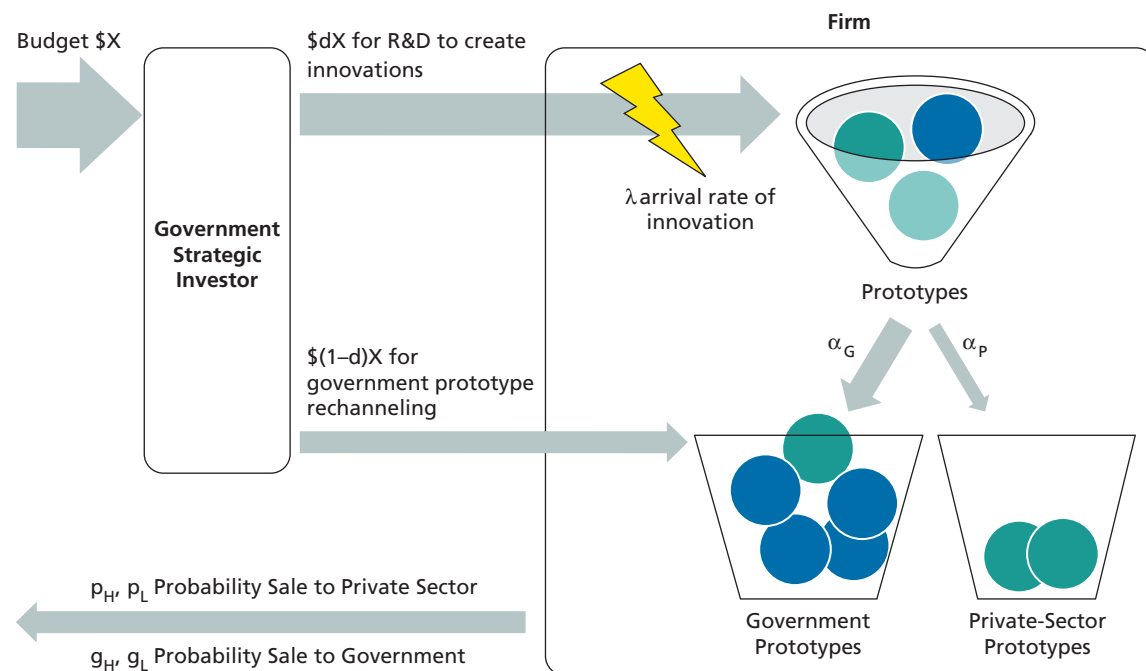 Firm
Budget $X
$dX for R&D to create
innovations
λ arrival rate of
innovation
Government
Strategic
Investor
Prototypes
$(1–d)X for
government prototype
rechanneling
α_G
α_P
p_H, p_L Probability Sale to Private Sector
g_H, g_L Probability Sale to Government
Government
Prototypes
Private-Sector
Prototypes